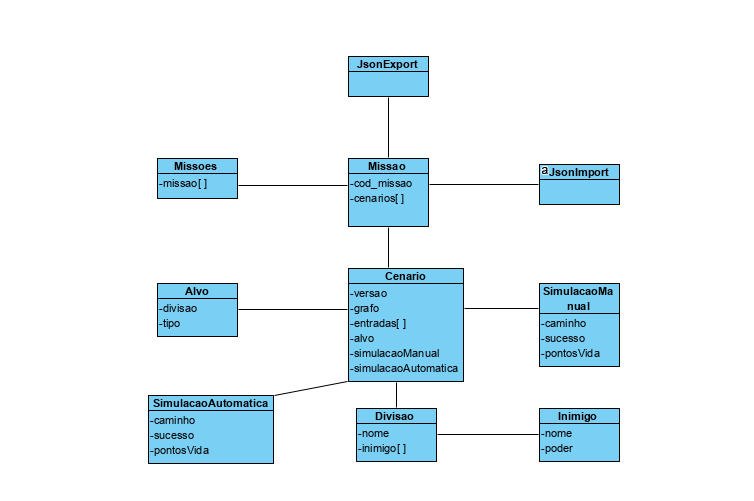 JsonExport
Missoes
-missao[ ]
Missao
-cod_missao
-cenarios[ ]
a
JsonImport
Alvo
-divisao
-tipo
Cenario
-versao
-grafo
-entradas[ ]
-alvo
-simulacaoManual
-simulacaoAutomatica
SimulacaoMa
nual
-caminho
-sucesso
-pontosVida
SimulacaoAutomatica
-caminho
-sucesso
-pontosVida
Divisao
-nome
-inimigo[ ]
Inimigo
-nome
-poder